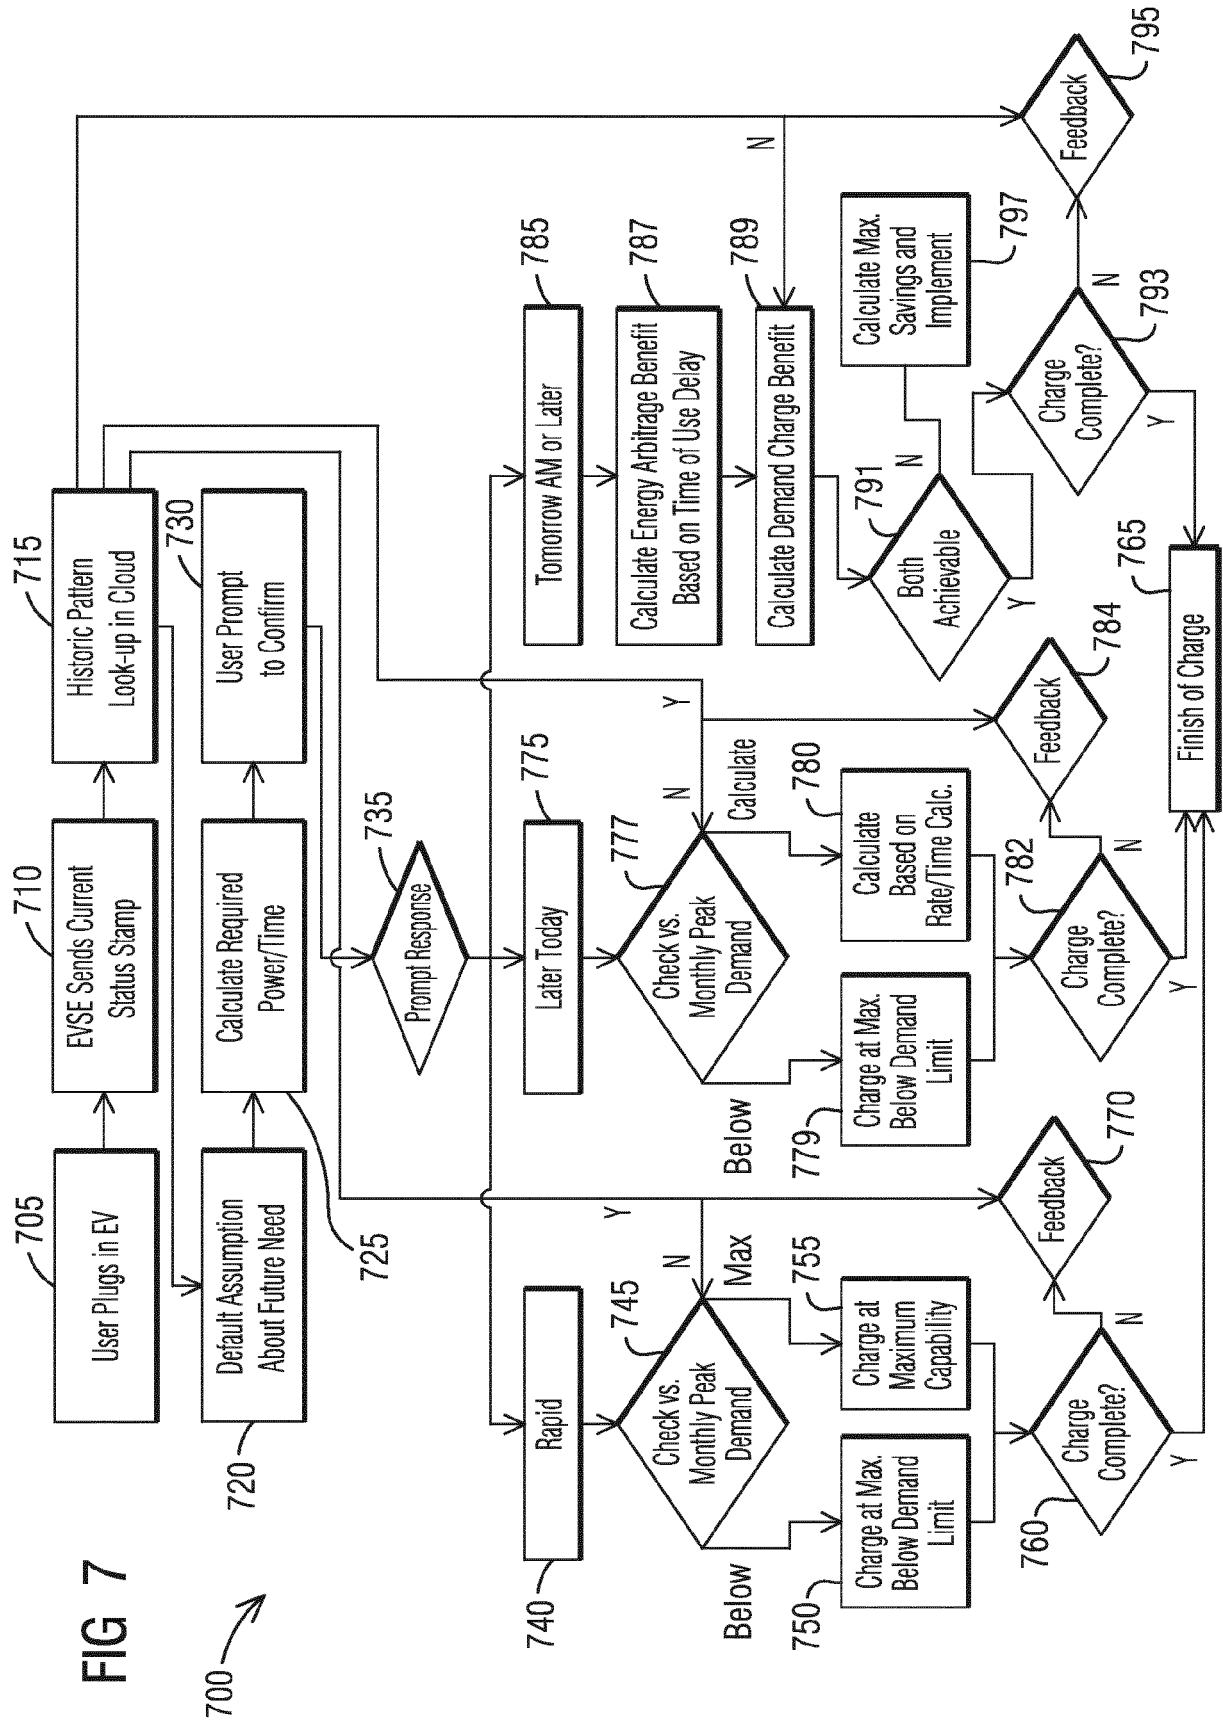 FIG 7
700
705
User Plugs in EV
710
EVSE Sends Current
Status Stamp
715
Historic Pattern
Look-up in Cloud
720
Default Assumption
About Future Need
725
Calculate Required
Power/Time
730
User Prompt
to Confirm
735
Prompt Response
740
Rapid
775
Later Today
785
Tomorrow AM or Later
745
Check vs.
Monthly Peak
Demand
Y
N
Max
Below
777
Check vs.
Monthly Peak
Demand
Y
N
Calculate
Below
787
Calculate Energy Arbitrage Benefit
Based on Time of Use Delay
789
Calculate Demand Charge Benefit
N
750
Charge at Max.
Below Demand
Limit
755
Charge at
Maximum
Capability
779
Charge at Max.
Below Demand
Limit
780
Calculate
Based on
Rate/Time Calc.
791
Both
Achievable
N
Y
Calculate Max.
Savings and
Implement
797
760
Charge
Complete?
N
Y
770
Feedback
782
Charge
Complete?
N
Y
784
Feedback
793
Charge
Complete?
N
Y
795
Feedback
765
Finish of Charge